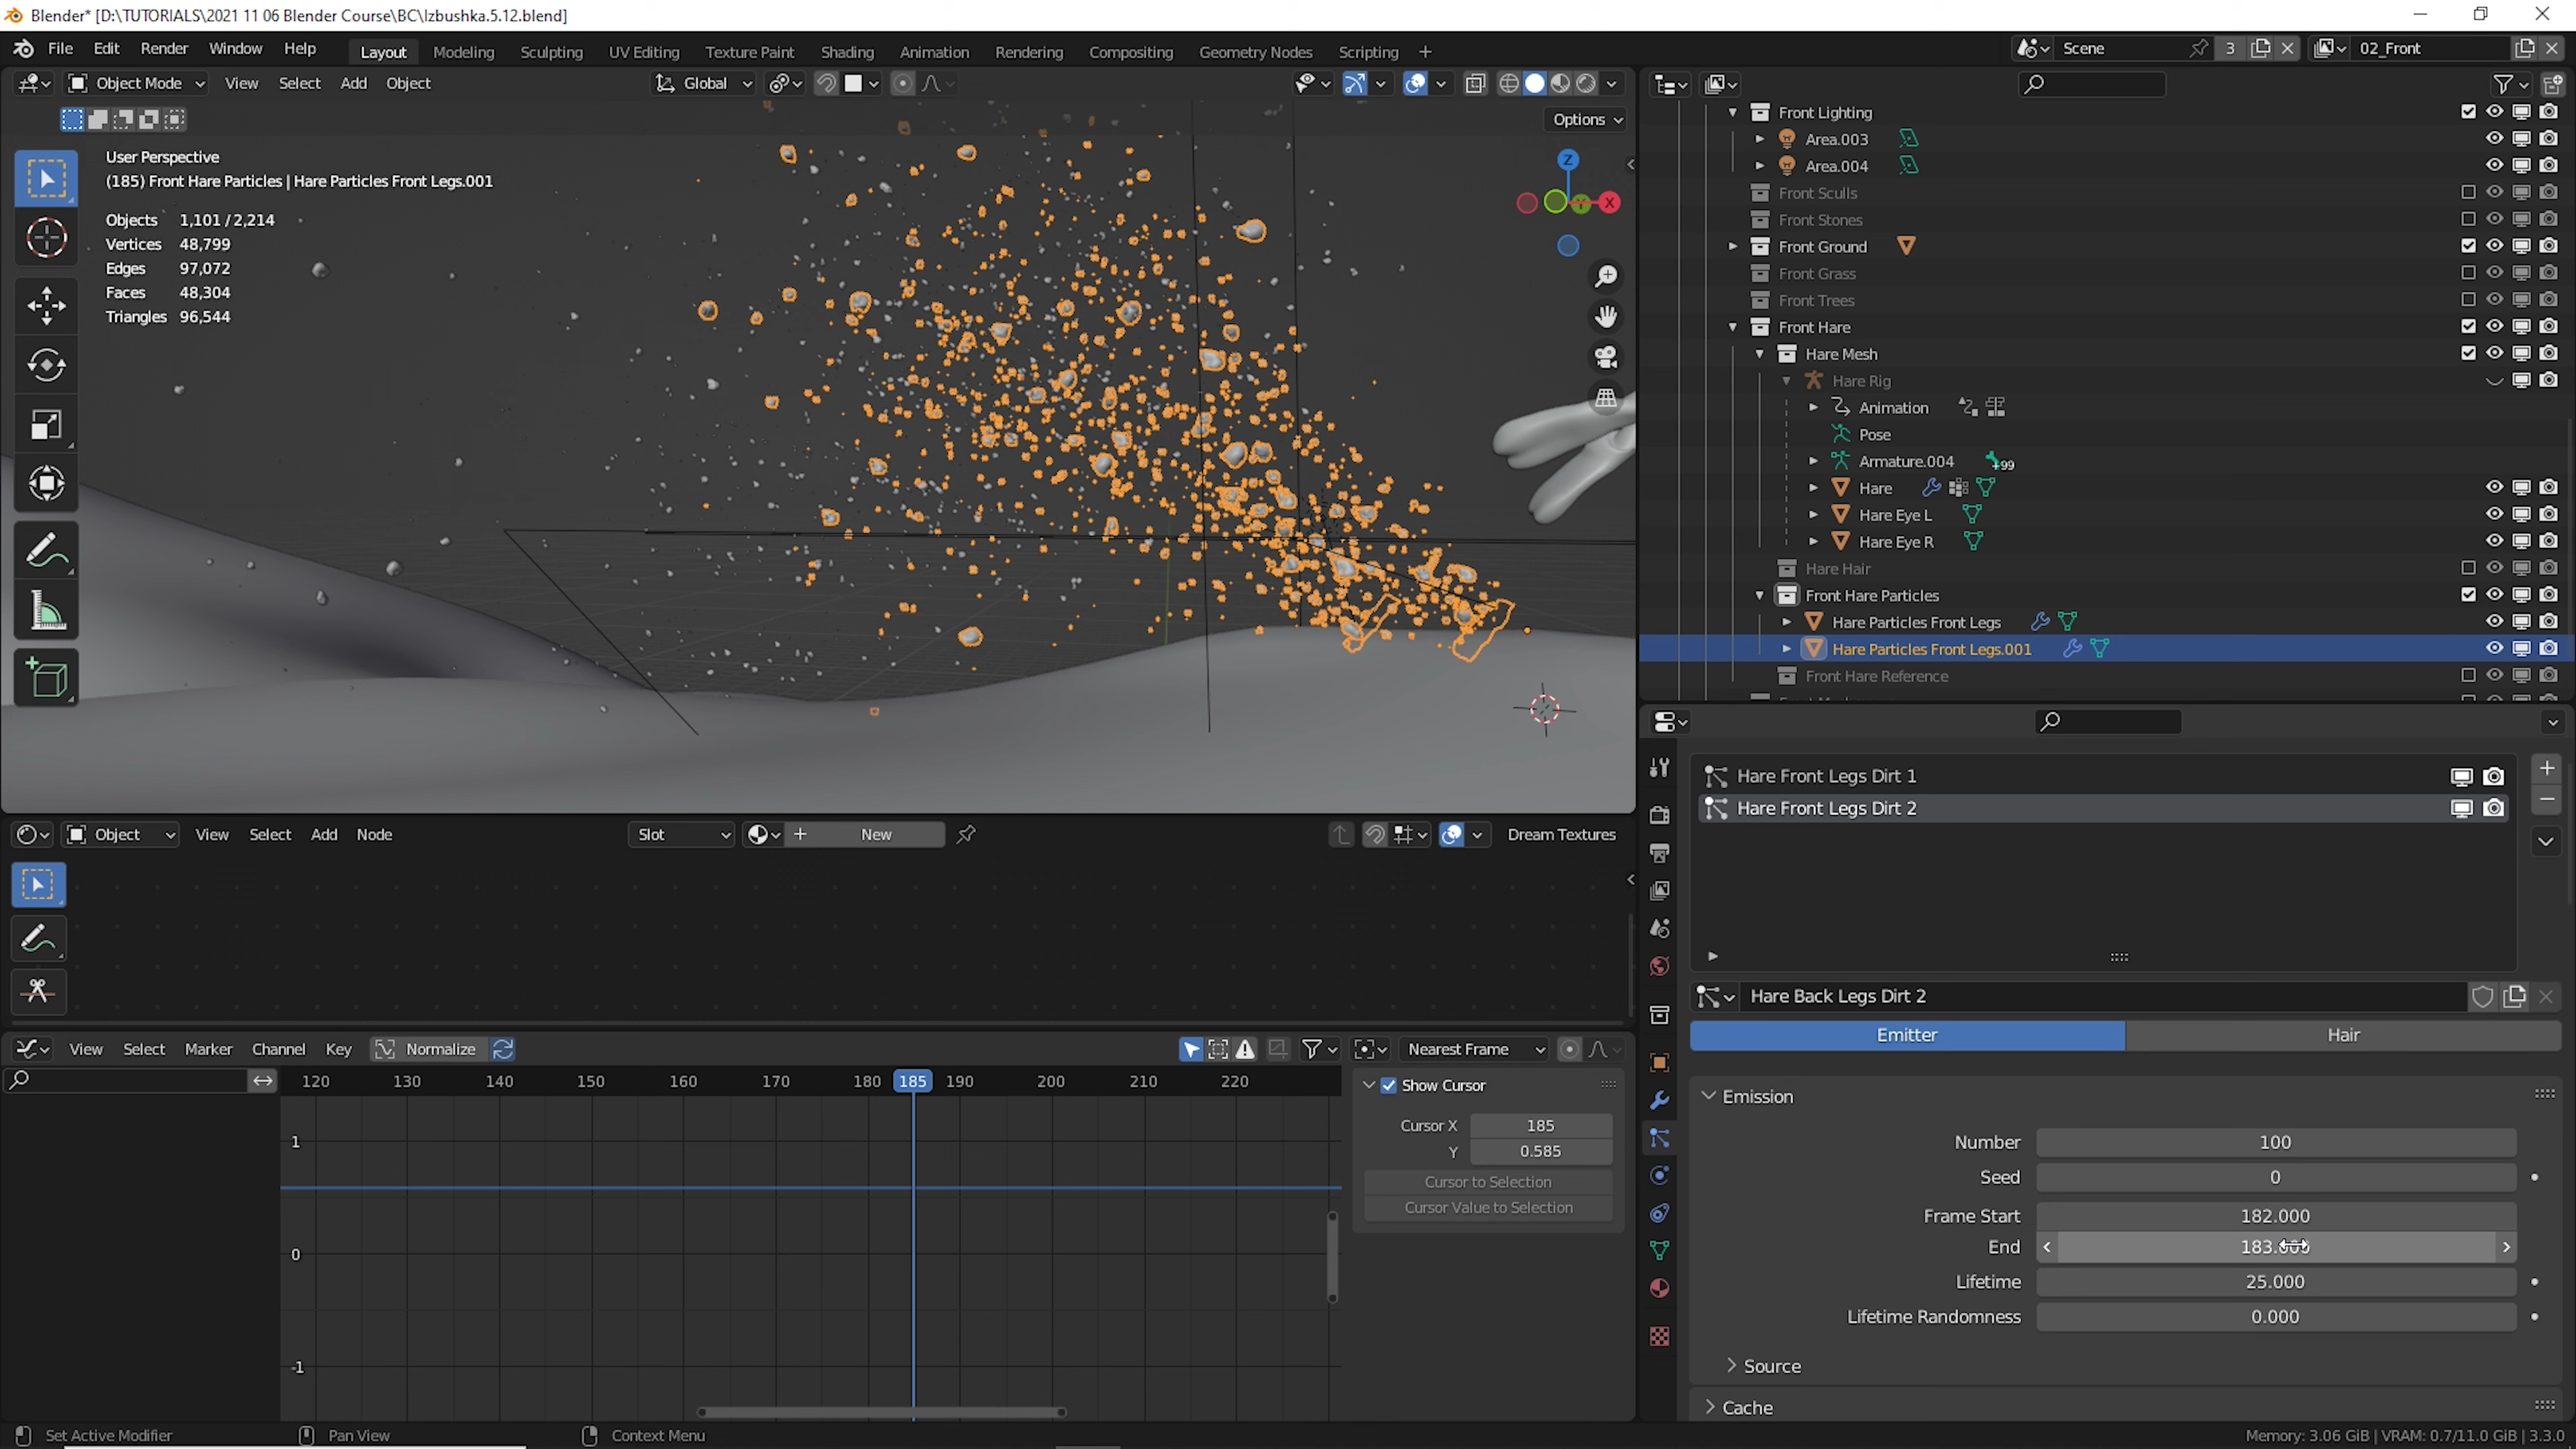 Blender* [D:\TUTORIALS\2021 11 06 Blender Course\BC\Izbushka.5.12.blend]
File Edit Render Window Help Layout Modeling Sculpting UV Editing Texture Paint Shading Animation Rendering Compositing Geometry Nodes Scripting + Scene 3 02_Front
Object Mode View Select Add Object Global
Options
User Perspective
(185) Front Hare Particles | Hare Particles Front Legs.001
Objects 1,101 / 2,214
Vertices 48,799
Edges 97,072
Faces 48,304
Triangles 96,544
Z
X
Front Lighting
Area.003
Area.004
Front Sculls
Front Stones
Front Ground
Front Grass
Front Trees
Front Hare
Hare Mesh
Hare Rig
Animation
Pose
Armature.004 +99
Hare
Hare Eye L
Hare Eye R
Hare Hair
Front Hare Particles
Hare Particles Front Legs
Hare Particles Front Legs.001
Front Hare Reference
Hare Front Legs Dirt 1
Hare Front Legs Dirt 2
Hare Back Legs Dirt 2
Emitter Hair
Emission
Number 100
Seed 0
Frame Start 182.000
End
Lifetime 25.000
Lifetime Randomness 0.000
Source
Cache
Object View Select Add Node Slot New Dream Textures
View Select Marker Channel Key Normalize Nearest Frame
120 130 140 150 160 170 180 185 190 200 210 220
1
0
-1
Show Cursor
Cursor X 185
Y 0.585
Cursor to Selection
Cursor Value to Selection
Set Active Modifier Pan View Context Menu Memory: 3.06 GiB | VRAM: 0.7/11.0 GiB | 3.3.0